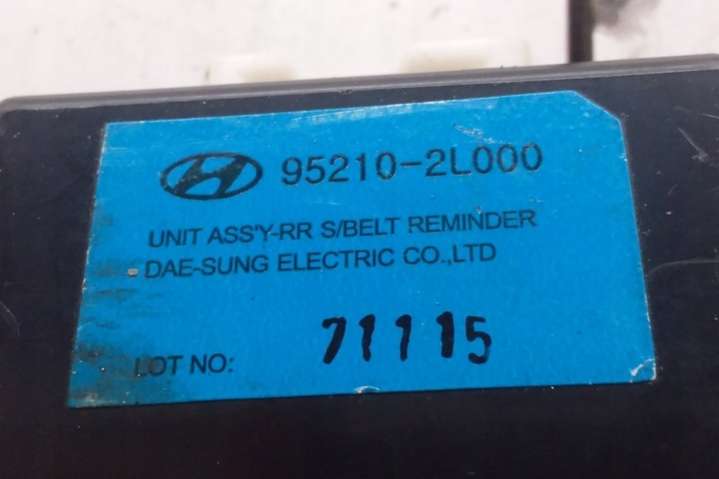 95210-2L000
UNIT ASS'Y-RR S/BELT REMINDER
DAE-SUNG ELECTRIC CO.,LTD
LOT NO: 71115